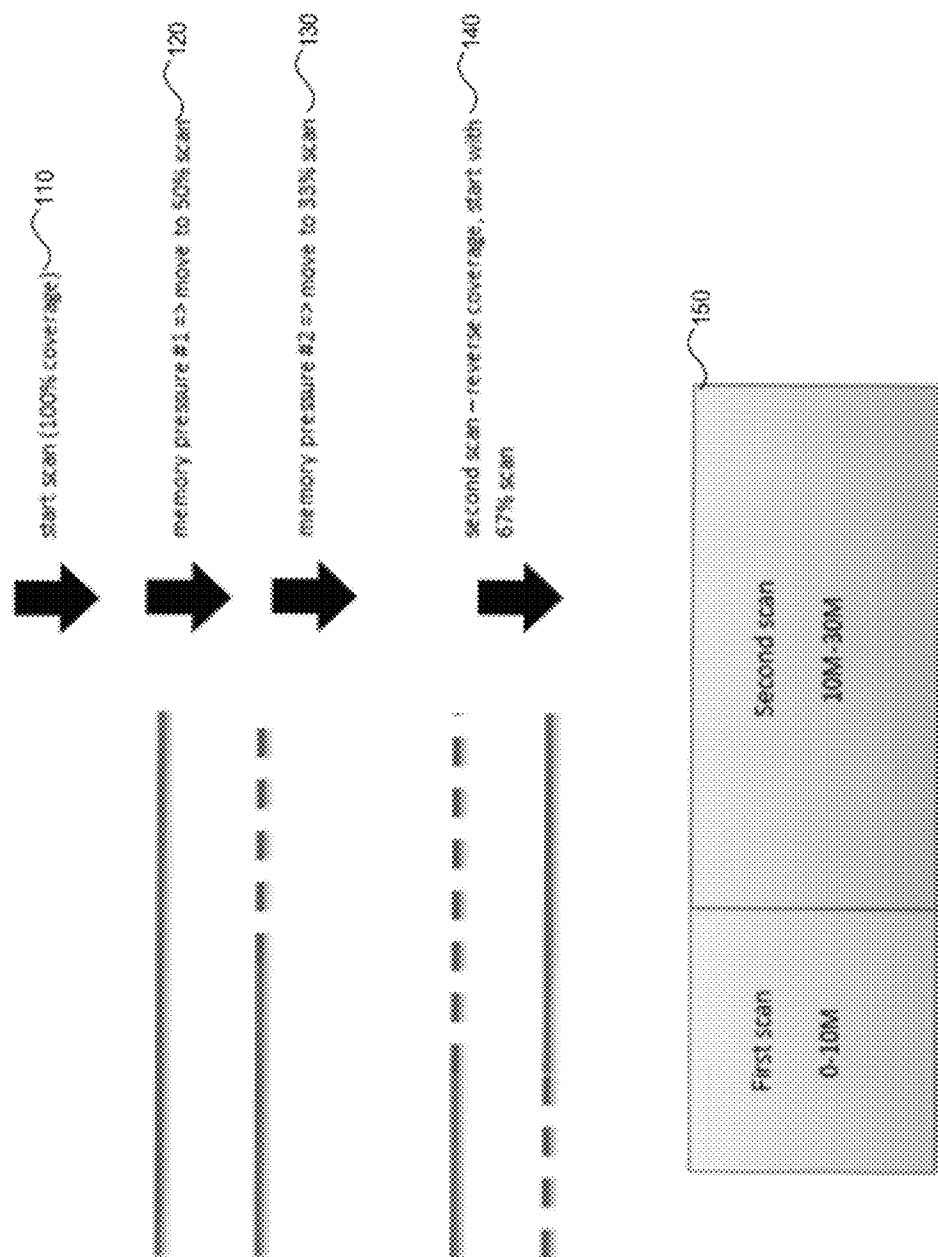 start scan (100% coverage)
110
memory pressure #1 => move to 50% scan
120
memory pressure #2 => move to 33% scan
130
second scan – reverse coverage, start with
67% scan
140
150
First scan
0-10M
Second scan
10M-30M